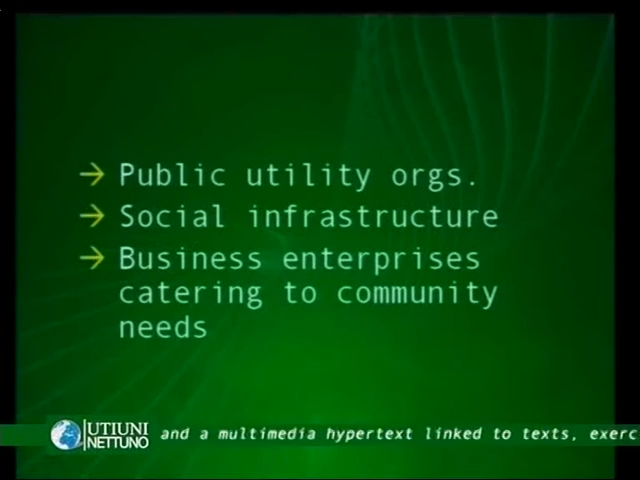 → Public utility orgs.
→ Social infrastructure
→ Business enterprises
catering to community
needs
UTIUNI
NETTUNO
and a multimedia hypertext linked to texts, exerc